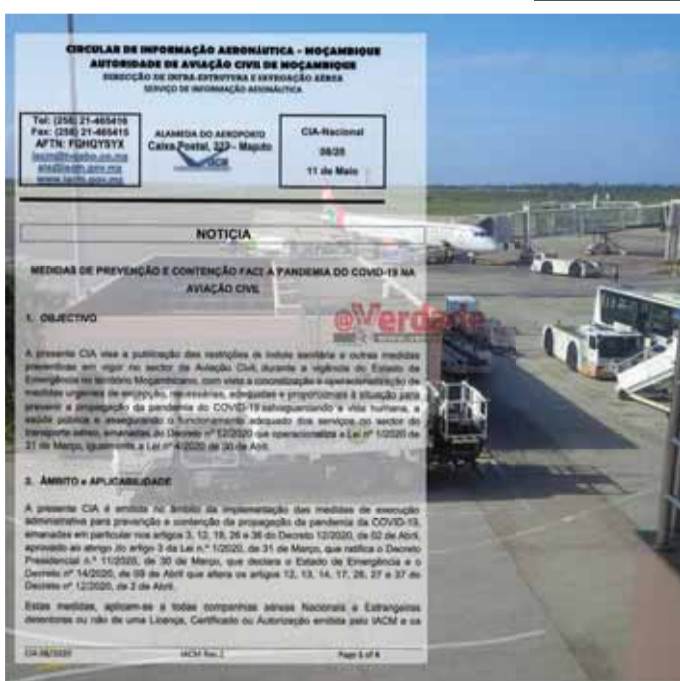 CIRCULAR DE INFORMAÇÃO AERONÁUTICA - MOÇAMBIQUE
AUTORIDADE DE AVIAÇÃO CIVIL DE MOÇAMBIQUE
DIRECÇÃO DE INFRA-ESTRUTURA E NAVEGAÇÃO AÉREA
SERVIÇO DE INFORMAÇÃO AERONÁUTICA
Tel: (258) 21-465416
Fax: (258) 21-465415
AFTN: FQHQYSYX
www.iacm.gov.mz
ALAMEDA DO AEROPORTO
Caixa Postal, 227 - Maputo
IACM
CIA-Nacional
08/20
11 de Maio
NOTICIA
MEDIDAS DE PREVENÇÃO E CONTENÇÃO FACE A PANDEMIA DO COVID-19 NA
AVIAÇÃO CIVIL
@Verdade
1. OBJECTIVO
A presente CIA visa a publicação das restrições de índole sanitária e outras medidas
preventivas em vigor no sector da Aviação Civil, durante a vigência do Estado de
Emergência no território Moçambicano, com vista a concretização e operacionalização de
medidas urgentes de excepção, necessárias, adequadas e proporcionais à situação para
prevenir a propagação da pandemia do COVID-19 salvaguardando a vida humana, a
saúde pública e assegurando o funcionamento adequado dos serviços no sector do
transporte aéreo, emanadas do Decreto nº 12/2020 que operacionaliza a Lei nº 1/2020 de
31 de Março, igualmente a Lei nº 4/2020 de 30 de Abril.
2. ÂMBITO e APLICABILIDADE
A presente CIA é emitida no âmbito da implementação das medidas de execução
administrativa para prevenção e contenção da propagação da pandemia da COVID-19,
emanadas em particular nos artigos 3, 12, 19, 26 e 36 do Decreto 12/2020, de 02 de Abril,
aprovado ao abrigo do artigo 3 da Lei n.º 1/2020, de 31 de Março, que ratifica o Decreto
Presidencial n.º 11/2020, de 30 de Março, que declara o Estado de Emergência e o
Decreto nº 14/2020, de 09 de Abril que altera os artigos 12, 13, 14, 17, 26, 27 e 37 do
Decreto nº 12/2020, de 2 de Abril.
Estas medidas, aplicam-se a todas companhias aéreas Nacionais e Estrangeiras
detentoras ou não de uma Licença, Certificado ou Autorização emitida pelo IACM e os
CIA 08/2020
IACM Rev.2
Page 1 of 6